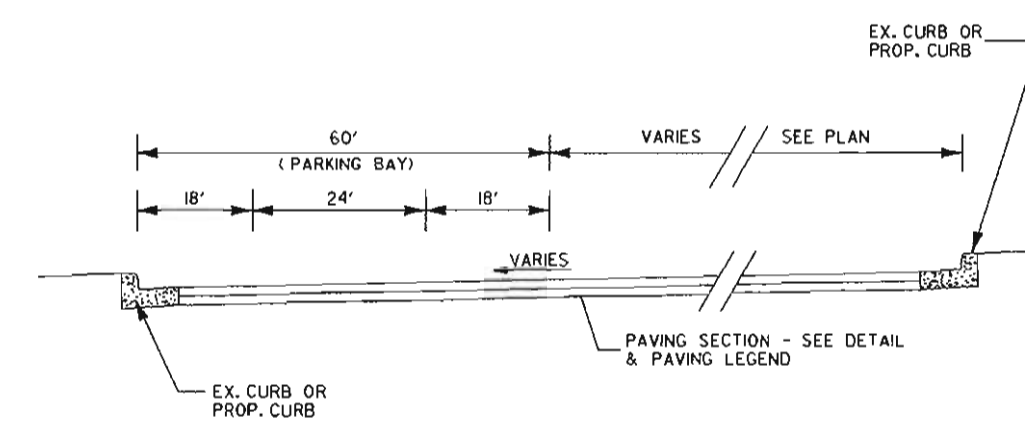 EX. CURB OR
PROP. CURB
60'
VARIES
SEE PLAN
(PARKING BAY)
18'
24'
18'
VARIES
PAVING SECTION - SEE DETAIL
& PAVING LEGEND
EX. CURB OR
PROP. CURB